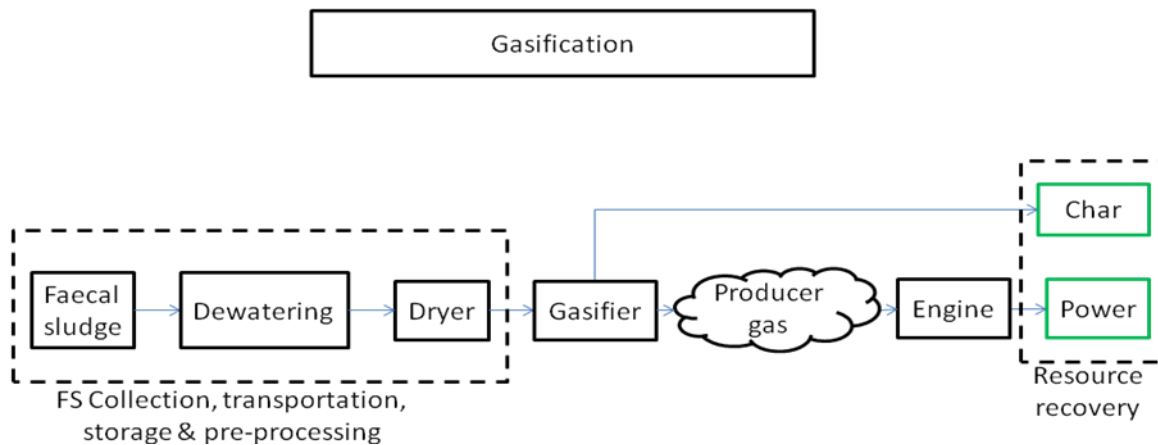 Gasification
Char
Faecal
sludge
Dewatering
Dryer
Gasifier
Producer
gas
Engine
Power
FS Collection, transportation,
storage & pre-processing
Resource
recovery